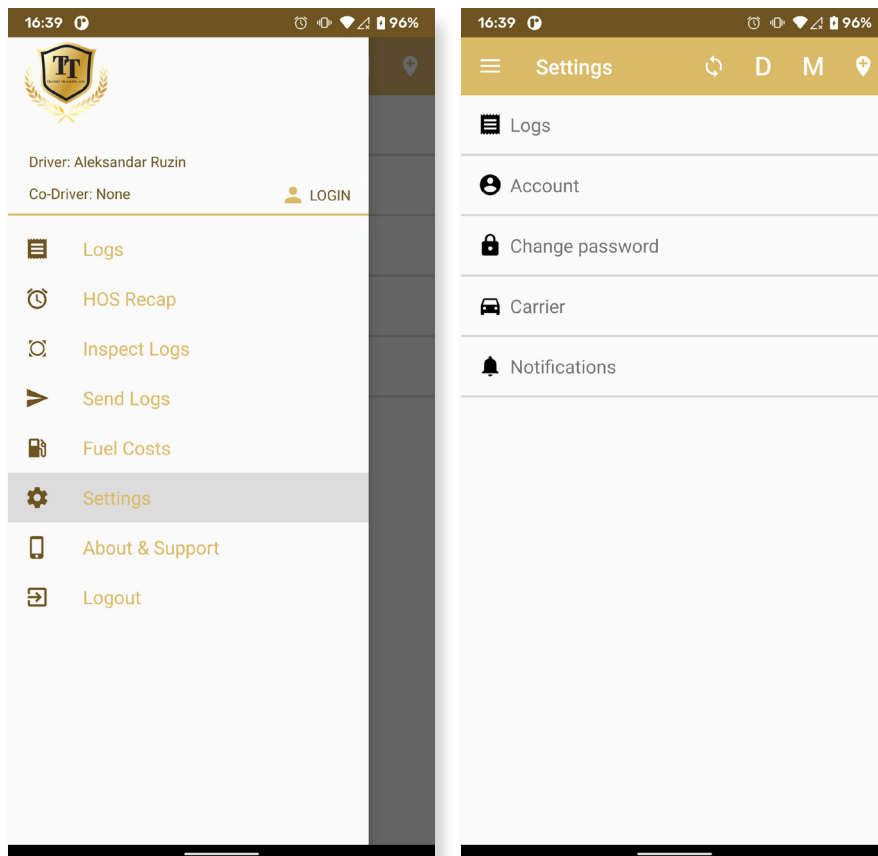 16:39
96%
TT
Driver: Aleksandar Ruzin
Co-Driver: None
LOGIN
Logs
HOS Recap
Inspect Logs
Send Logs
Fuel Costs
Settings
About & Support
Logout
16:39
96%
Settings
D
M
Logs
Account
Change password
Carrier
Notifications